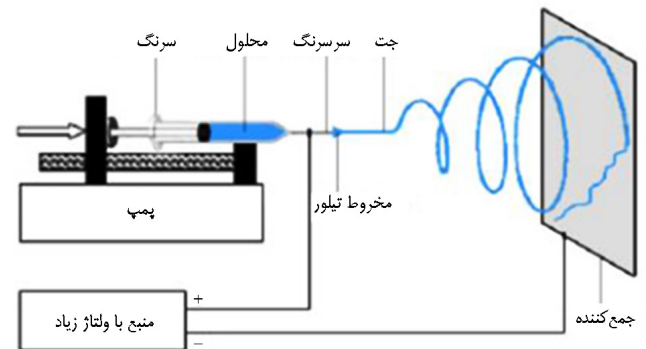 سرنگ
محلول
سرسرنگ
جت
مخروط تیلور
پمپ
جمع‌کننده
+
منبع با ولتاژ زیاد
−